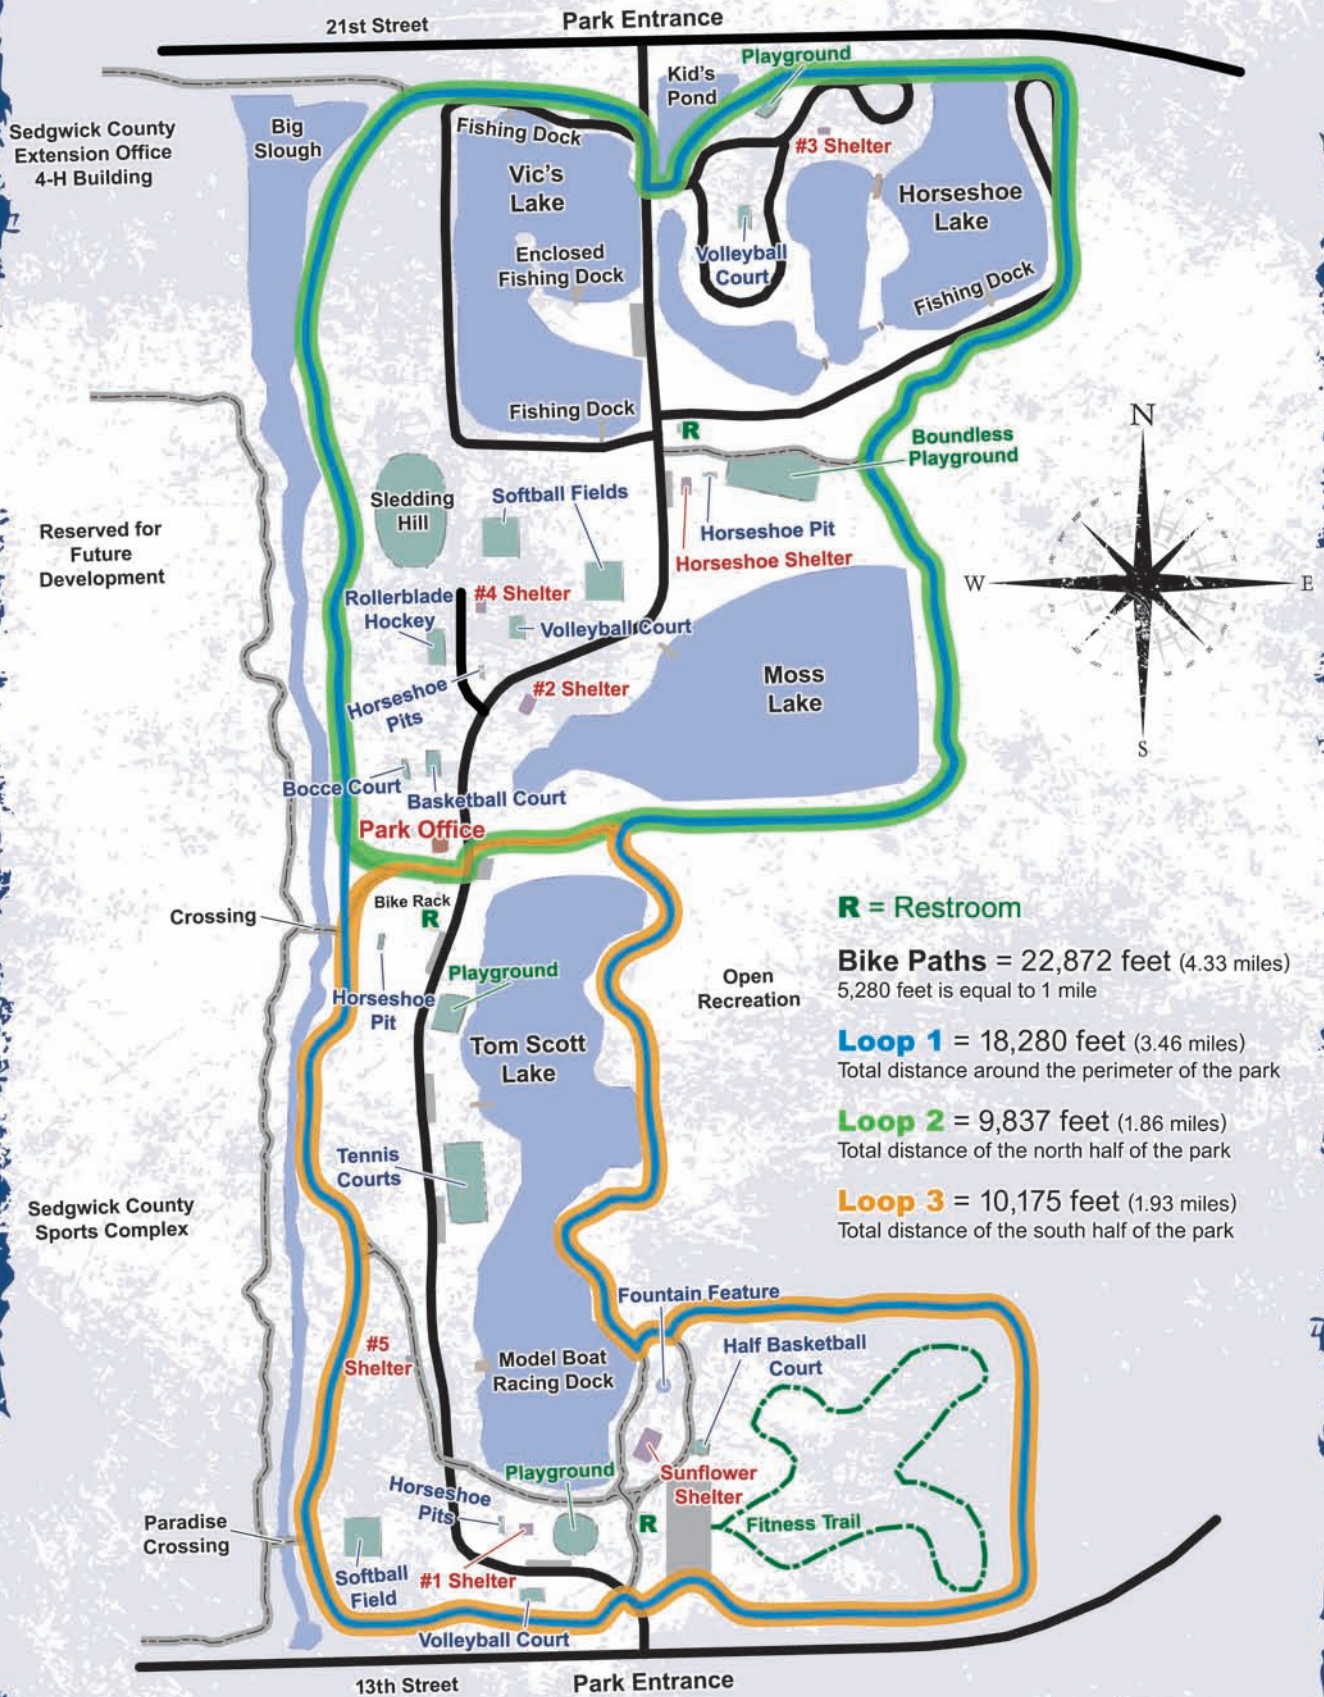 21st Street
Park Entrance
Playground
Kid's
Pond
Sedgwick County
Extension Office
4-H Building
Big
Slough
Fishing Dock
#3 Shelter
Vic's
Lake
Horseshoe
Lake
Enclosed
Fishing Dock
Volleyball
Court
Fishing Dock
Fishing Dock
N
R
Boundless
Playground
Sledding
Hill
Softball Fields
Reserved for
Future
Development
Horseshoe Pit
Horseshoe Shelter
W
E
Rollerblade
Hockey
#4 Shelter
Volleyball Court
Moss
Lake
Horseshoe
Pits
#2 Shelter
S
Bocce Court
Basketball Court
Park Office
Bike Rack
R
Crossing
R = Restroom
Bike Paths = 22,872 feet (4.33 miles)
5,280 feet is equal to 1 mile
Playground
Open
Recreation
Horseshoe
Pit
Tom Scott
Lake
Loop 1 = 18,280 feet (3.46 miles)
Total distance around the perimeter of the park
Loop 2 = 9,837 feet (1.86 miles)
Total distance of the north half of the park
Tennis
Courts
Loop 3 = 10,175 feet (1.93 miles)
Total distance of the south half of the park
Sedgwick County
Sports Complex
Fountain Feature
#5
Shelter
Half Basketball
Court
Model Boat
Racing Dock
Playground
Sunflower
Shelter
Horseshoe
Pits
R
Fitness Trail
Paradise
Crossing
Softball
Field
#1 Shelter
Volleyball Court
13th Street
Park Entrance